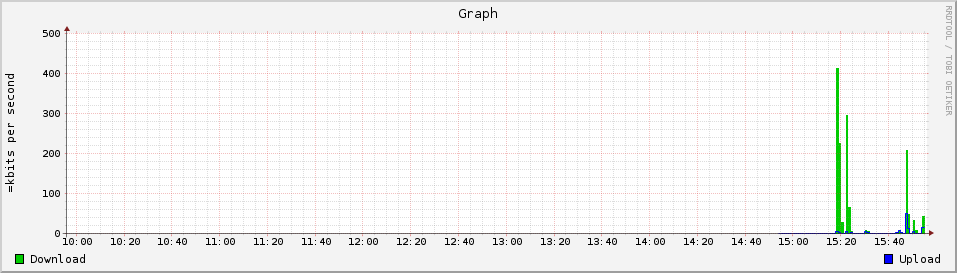 Graph
RRDTOOL / TOBI OETIKER
=kbits per second
500
400
300
200
100
0
10:00 10:20 10:40 11:00 11:20 11:40 12:00 12:20 12:40 13:00 13:20 13:40 14:00 14:20 14:40 15:00 15:20 15:40
Download Upload